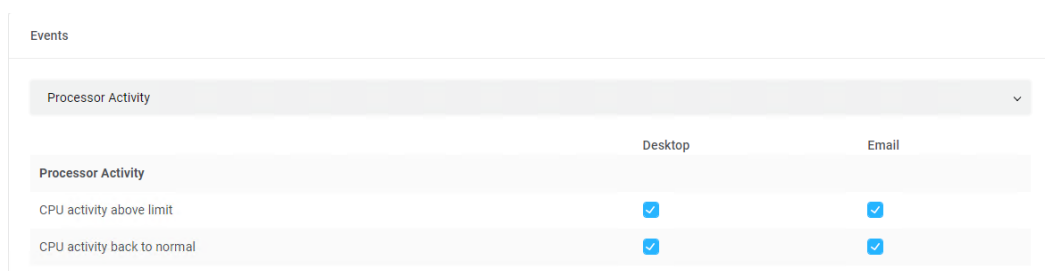 Events
Processor Activity
Desktop Email
Processor Activity
CPU activity above limit
CPU activity back to normal